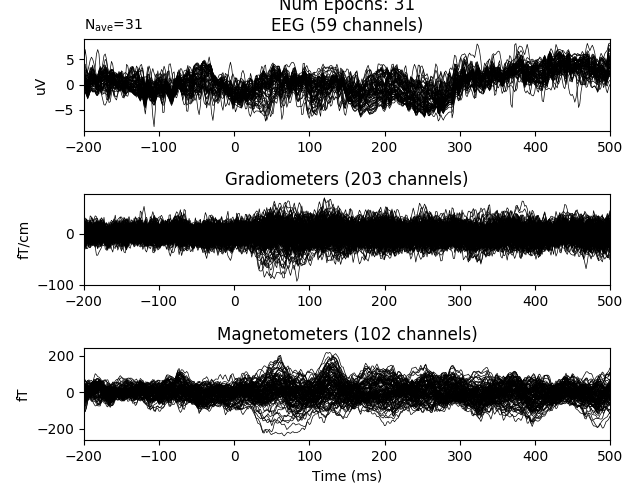 Num Epochs: 31
Nave=31
EEG (59 channels)
uV
5
0
−5
−200 −100 0 100 200 300 400 500
Gradiometers (203 channels)
fT/cm
0
−100
−200 −100 0 100 200 300 400 500
Magnetometers (102 channels)
fT
200
0
−200
−200 −100 0 100 200 300 400 500
Time (ms)